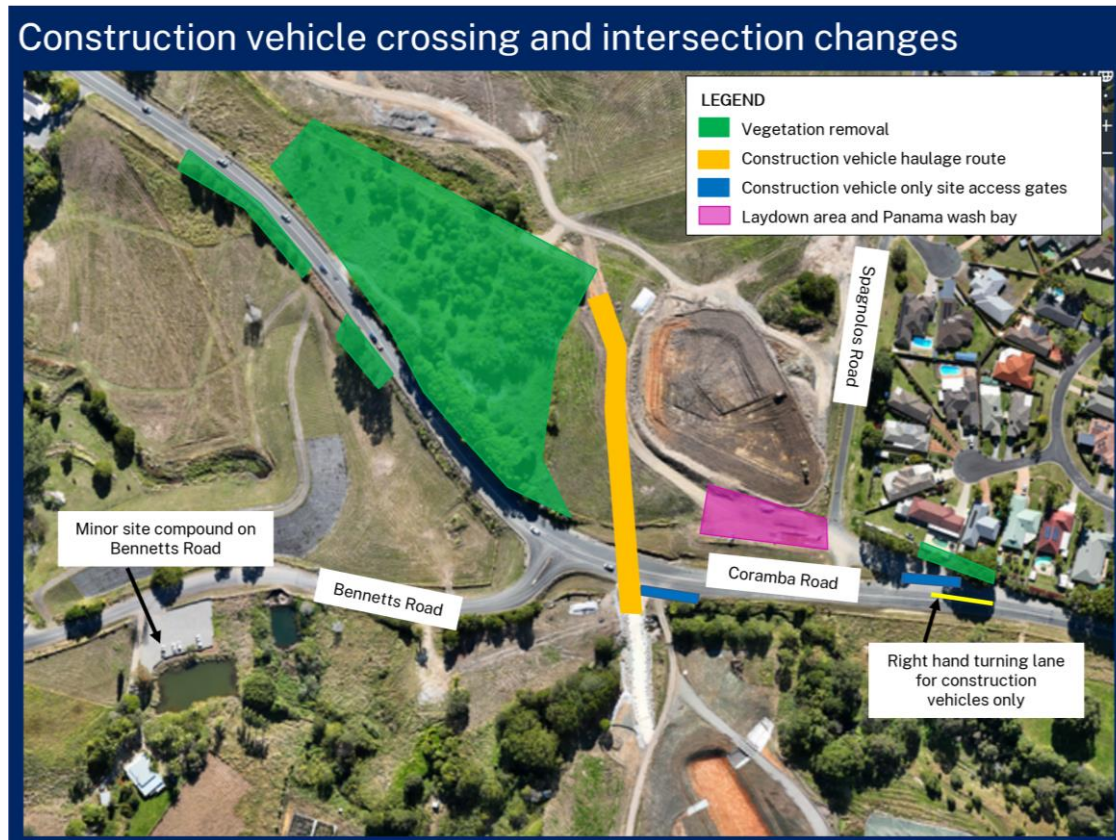 Construction vehicle crossing and intersection changes
LEGEND
Vegetation removal
Construction vehicle haulage route
Construction vehicle only site access gates
Laydown area and Panama wash bay
Spagnolos Road
Minor site compound on
Bennetts Road
Bennetts Road
Coramba Road
Right hand turning lane
for construction
vehicles only